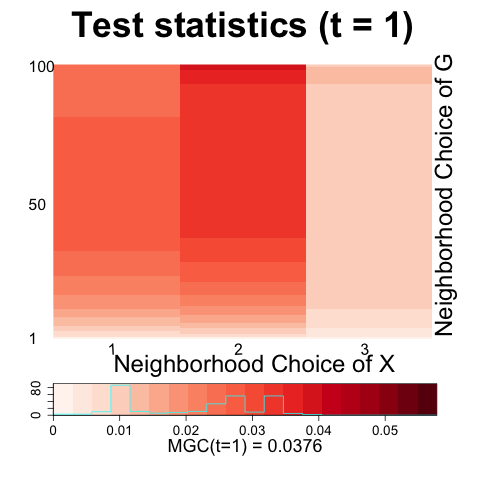 Test statistics (t = 1)
100
50
1
Neighborhood Choice of G
1 2 3
Neighborhood Choice of X
0 80
0 0.01 0.02 0.03 0.04 0.05
MGC(t=1) = 0.0376